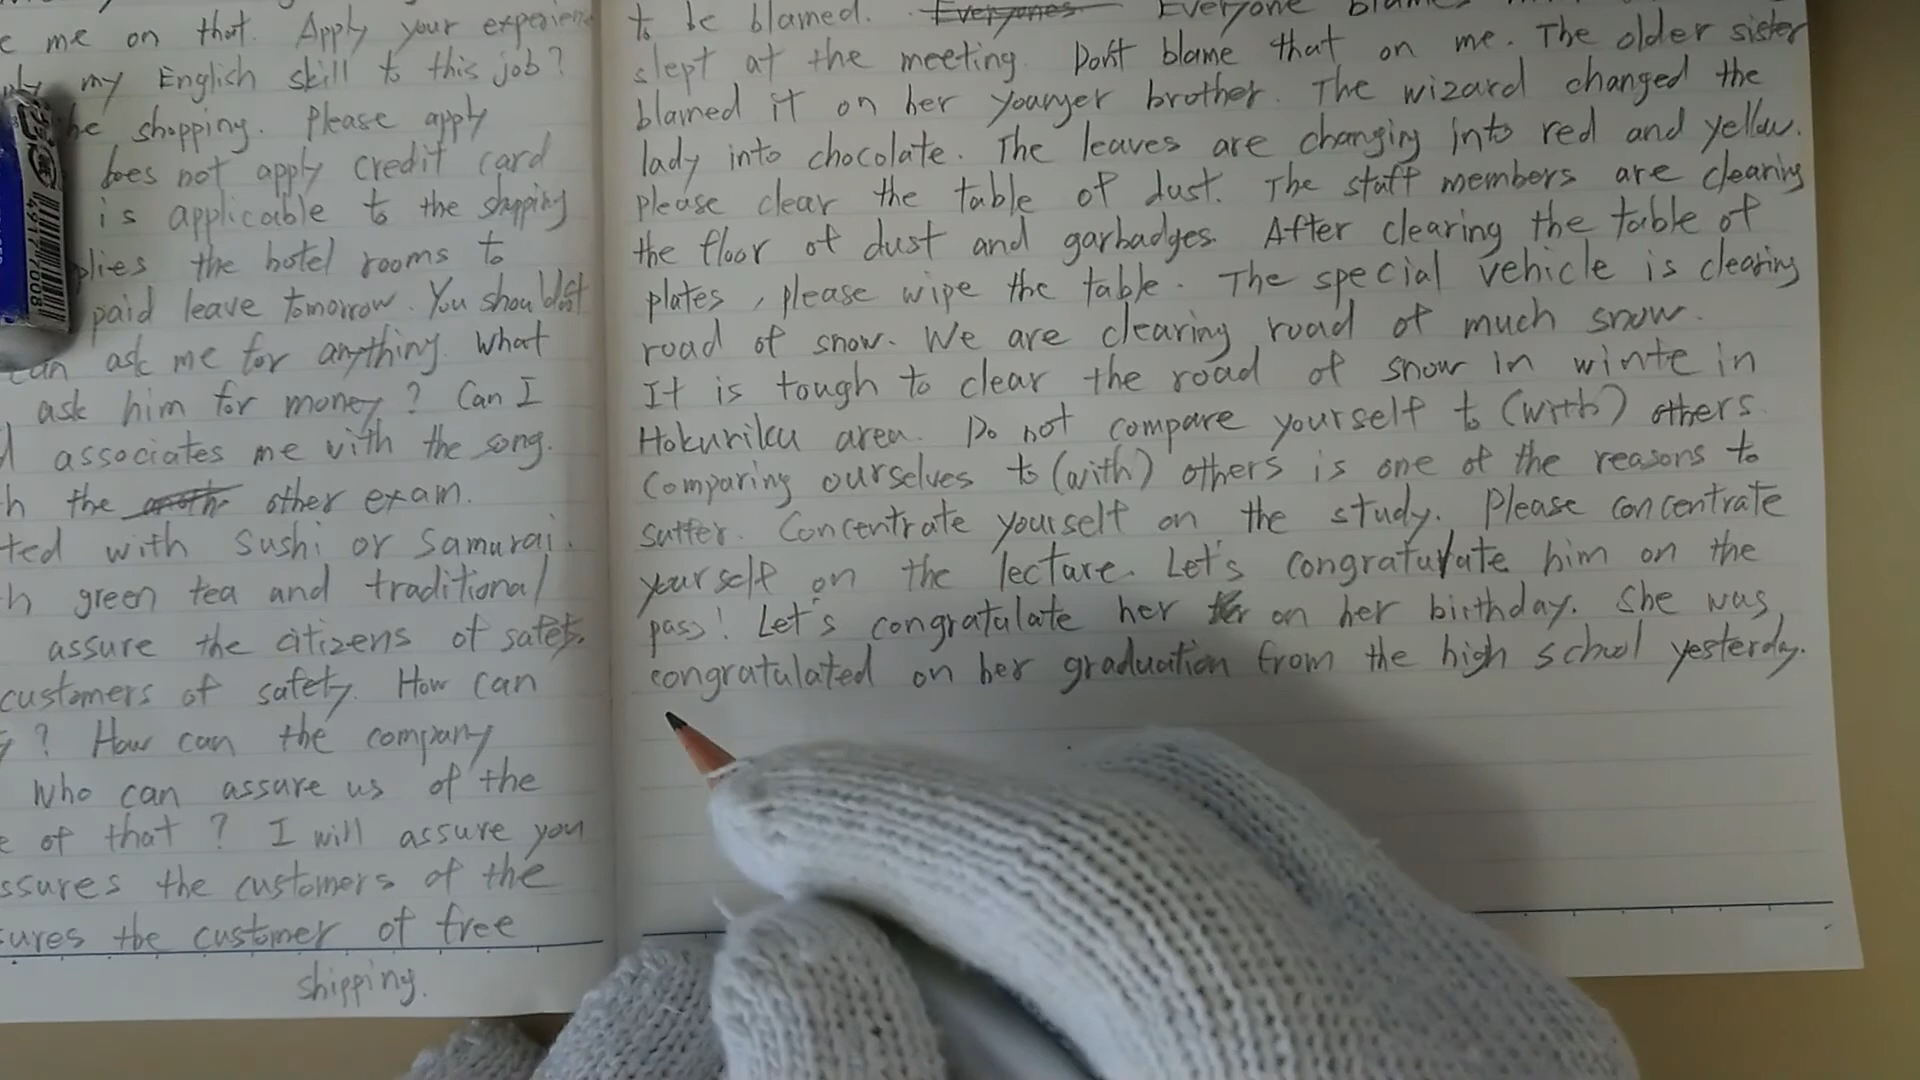 me on that. Apply your
my English skill to this job?
shopping. Please apply
does not apply credit card
is applicable to the shipping
the hotel rooms to
paid leave tomorrow. You shouldn't
can ask me for anything. What
ask him for money? Can I
associates me with the song.
the other exam.
with Sushi or Samurai.
green tea and traditional
assure the citizens of safety.
customers of safety. How can
? How can the company
Who can assure us of the
of that? I will assure you
the customers of the
the customer of free
shipping.
4917008
to be blamed. Everyones Everyone
slept at the meeting. Don't blame that on me. The older sister
blamed it on her younger brother. The wizard changed the
lady into chocolate. The leaves are changing into red and yellow.
please clear the table of dust. The staff members are clearing
the floor of dust and garbadges. After clearing the table of
plates, please wipe the table. The special vehicle is clearing
road of snow. We are clearing road of much snow.
It is tough to clear the road of snow in winte in
Hokuriku area. Do not compare yourself to (with) others.
Comparing ourselves to (with) others is one of the reasons to
suffer. Concentrate yourself on the study. Please concentrate
yourself on the lecture. Let's congratulate him on the
pass! Let's congratulate her on her birthday. She was
congratulated on her graduation from the high school yesterday.